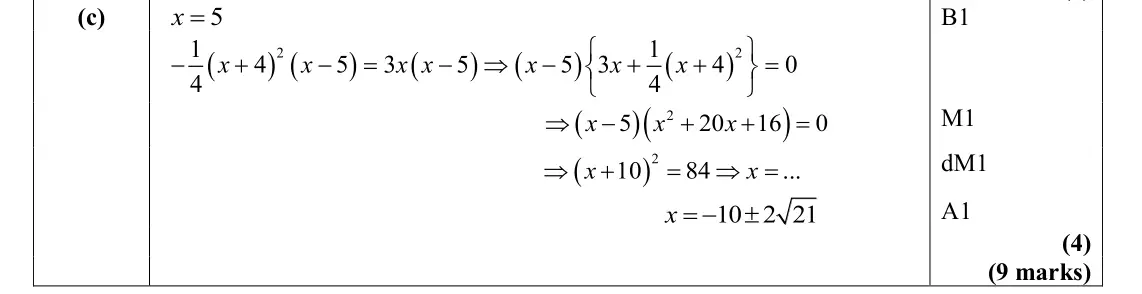 (c) x = 5 B1
−1/4(x+4)²(x−5) = 3x(x−5) ⇒ (x−5){3x + 1/4(x+4)²} = 0
⇒ (x−5)(x² + 20x + 16) = 0 M1
⇒ (x+10)² = 84 ⇒ x = ... dM1
x = −10 ± 2√21 A1
(4)
(9 marks)